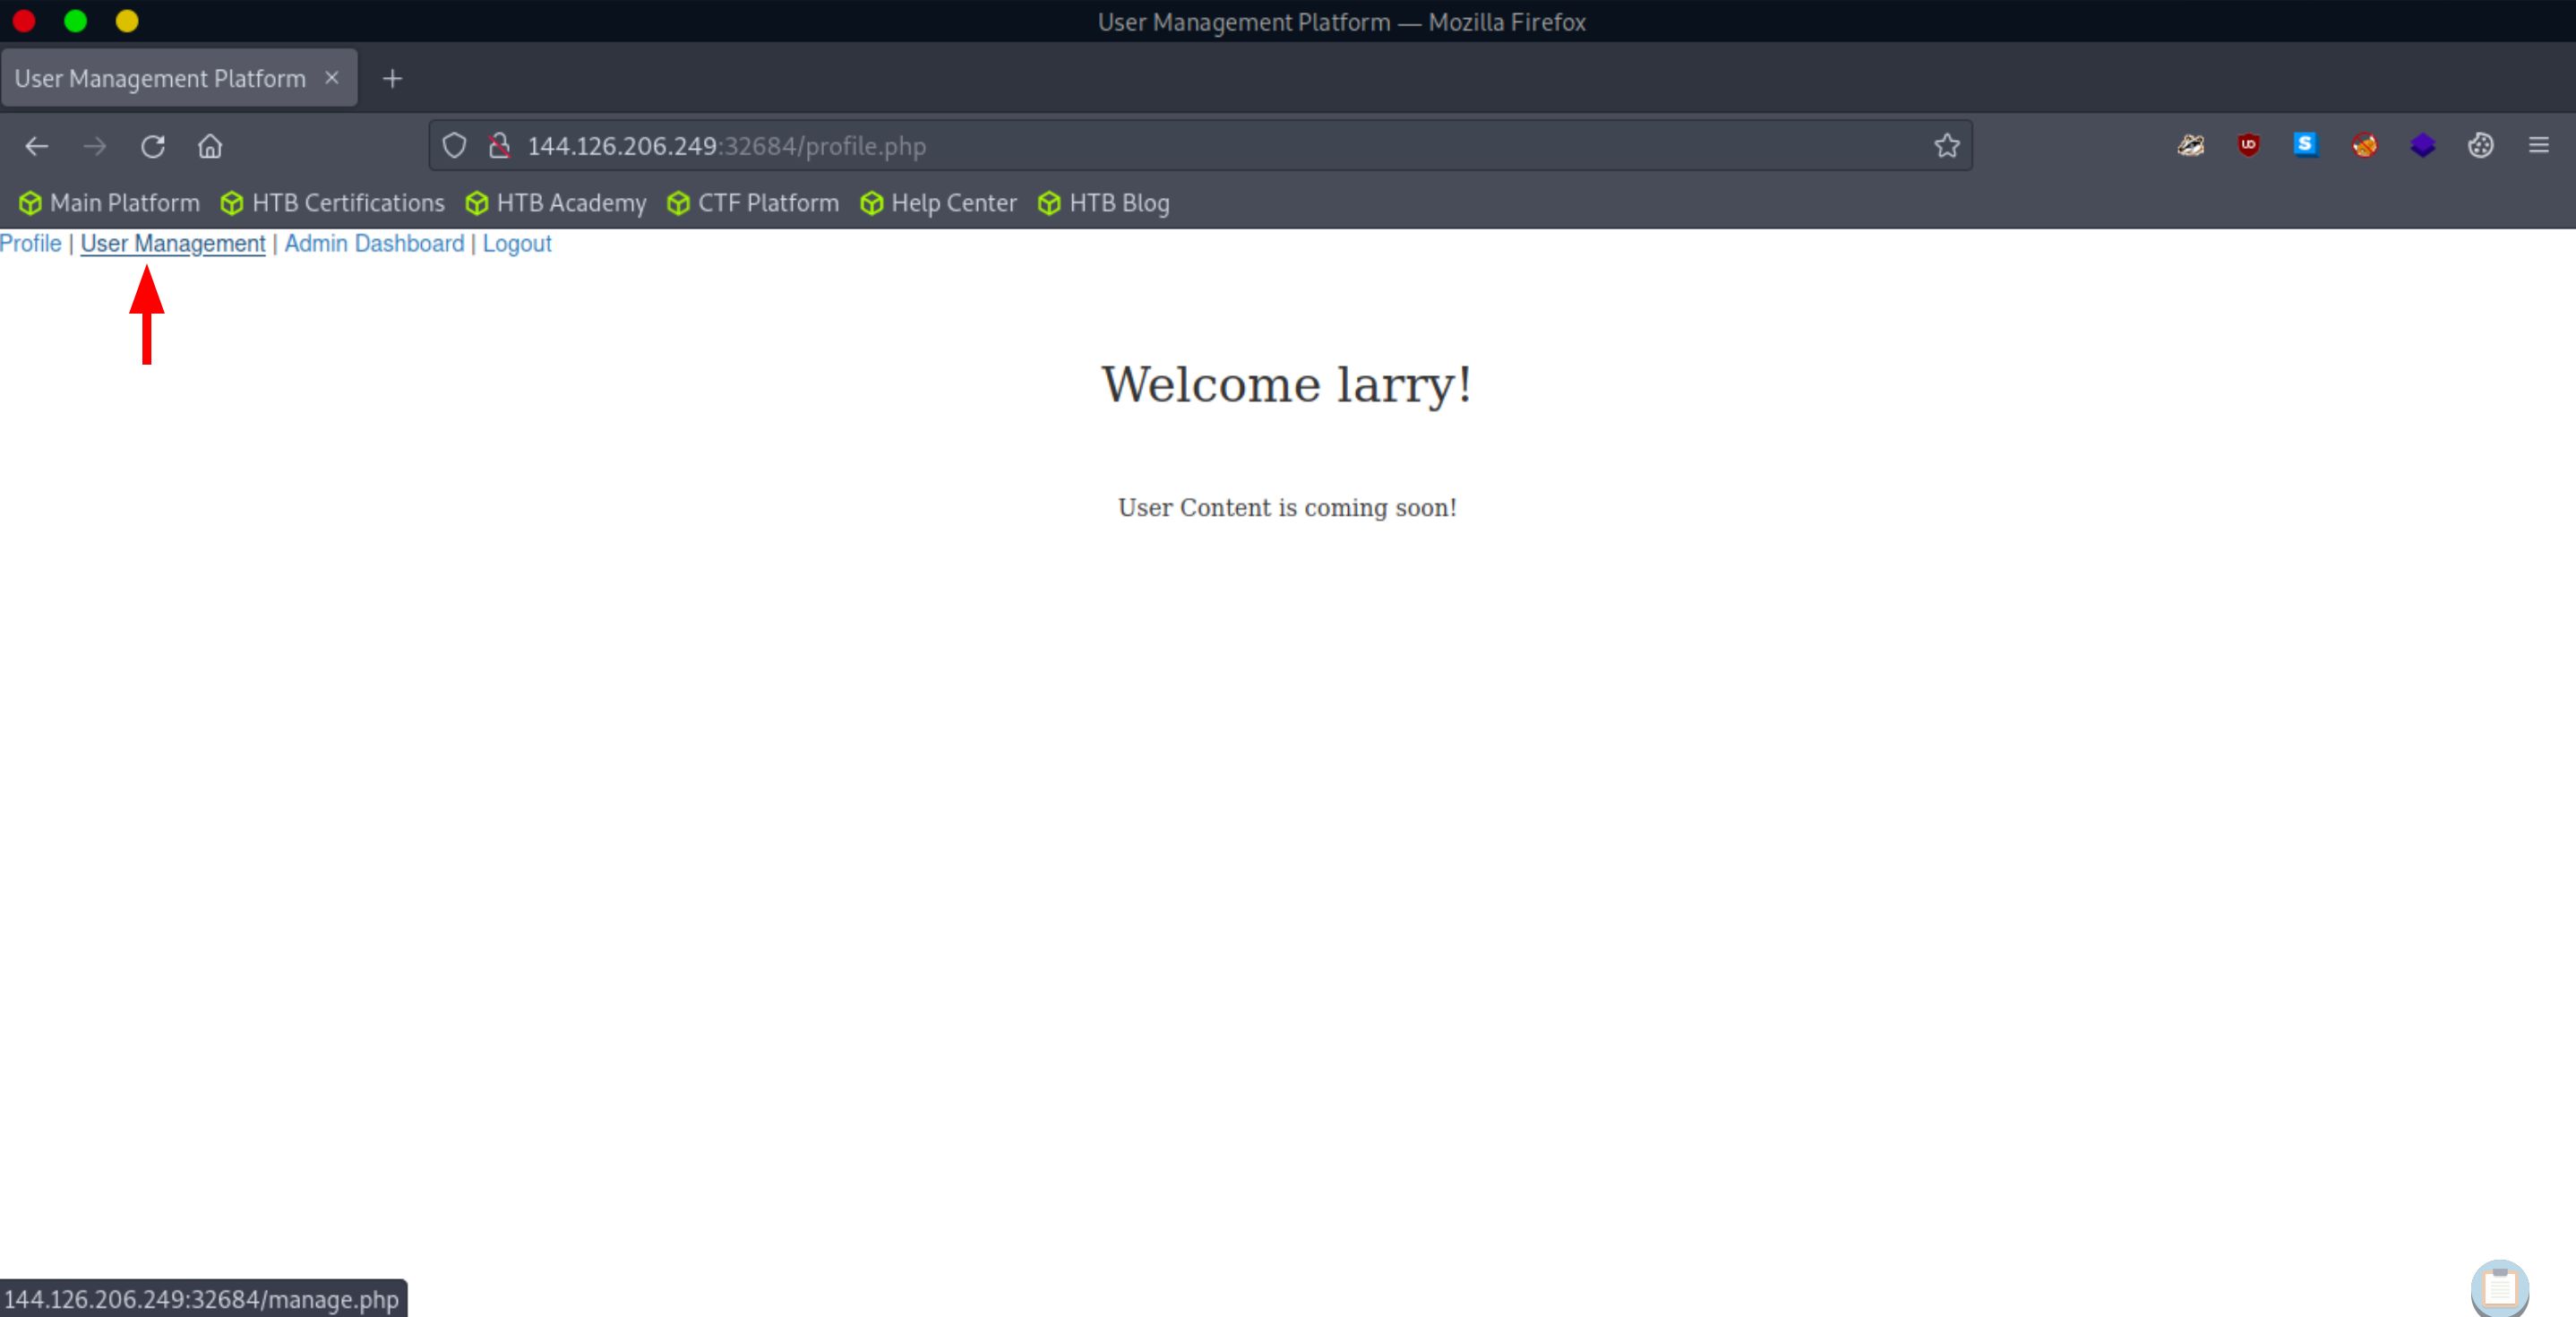 User Management Platform — Mozilla Firefox
User Management Platform
144.126.206.249:32684/profile.php
Main Platform HTB Certifications HTB Academy CTF Platform Help Center HTB Blog
Profile | User Management | Admin Dashboard | Logout
Welcome larry!
User Content is coming soon!
144.126.206.249:32684/manage.php